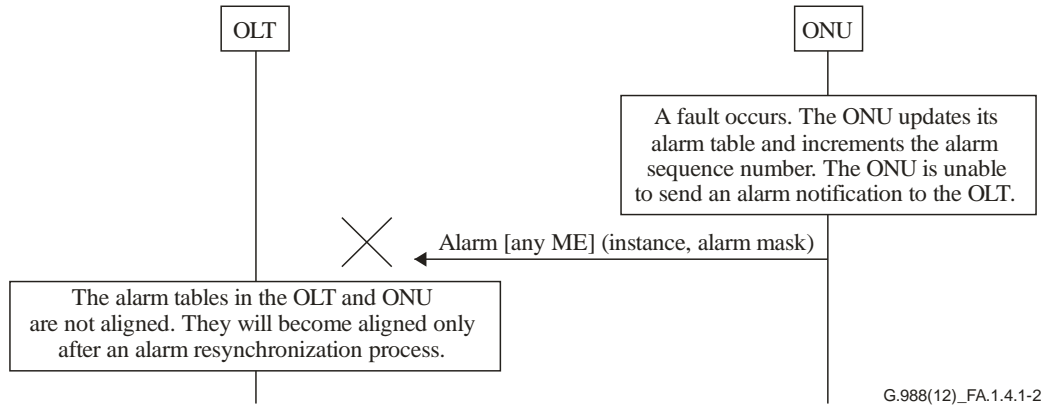 OLT
ONU
A fault occurs. The ONU updates its
alarm table and increments the alarm
sequence number. The ONU is unable
to send an alarm notification to the OLT.
Alarm [any ME] (instance, alarm mask)
The alarm tables in the OLT and ONU
are not aligned. They will become aligned only
after an alarm resynchronization process.
G.988(12)_FA.1.4.1-2